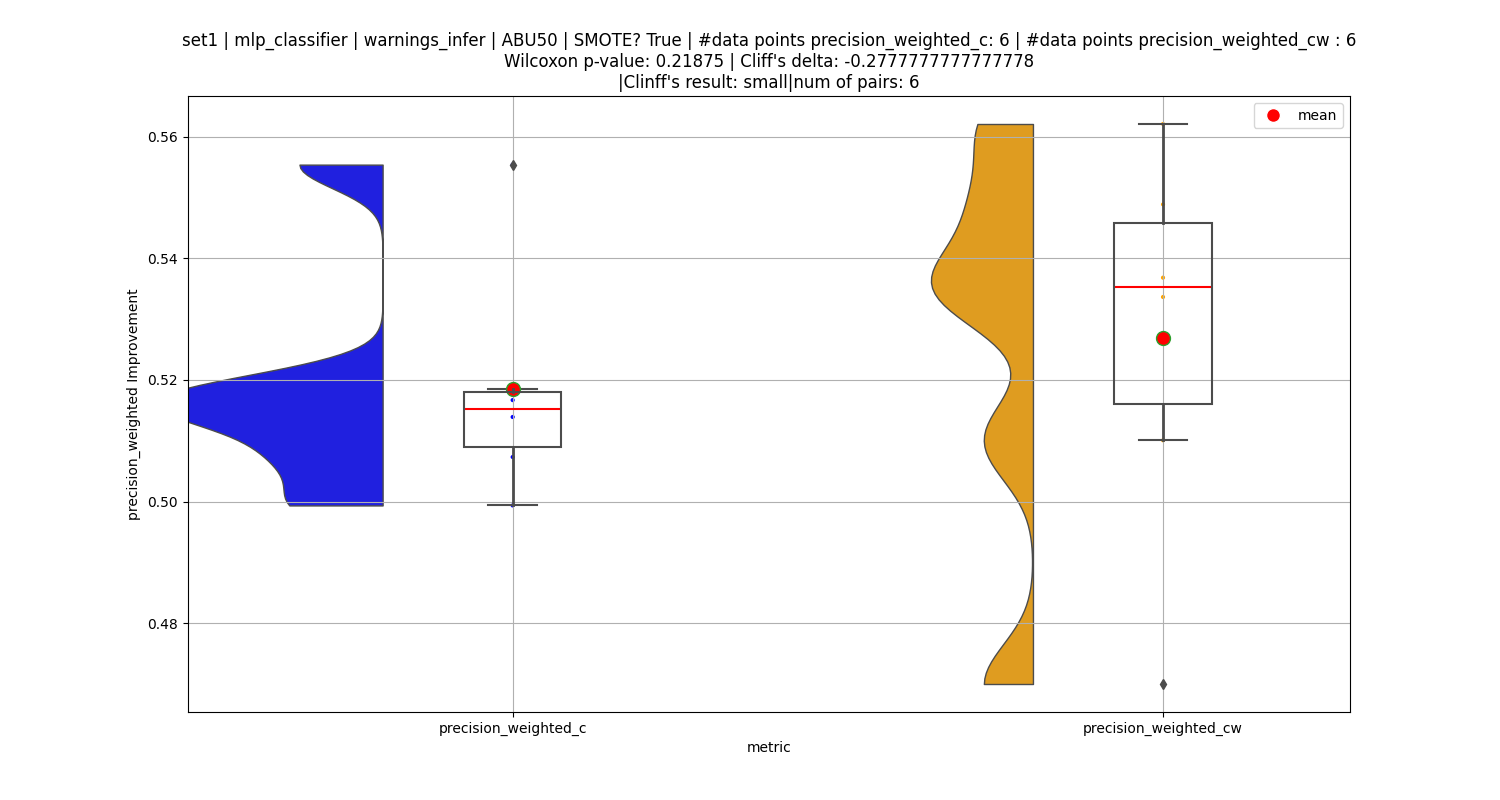 set1 | mlp_classifier | warnings_infer | ABU50 | SMOTE? True | #data points precision_weighted_c: 6 | #data points precision_weighted_cw : 6
Wilcoxon p-value: 0.21875 | Cliff's delta: -0.2777777777777778
|Clinff's result: small|num of pairs: 6
mean
0.56
0.54
0.52
0.50
0.48
precision_weighted Improvement
precision_weighted_c
precision_weighted_cw
metric